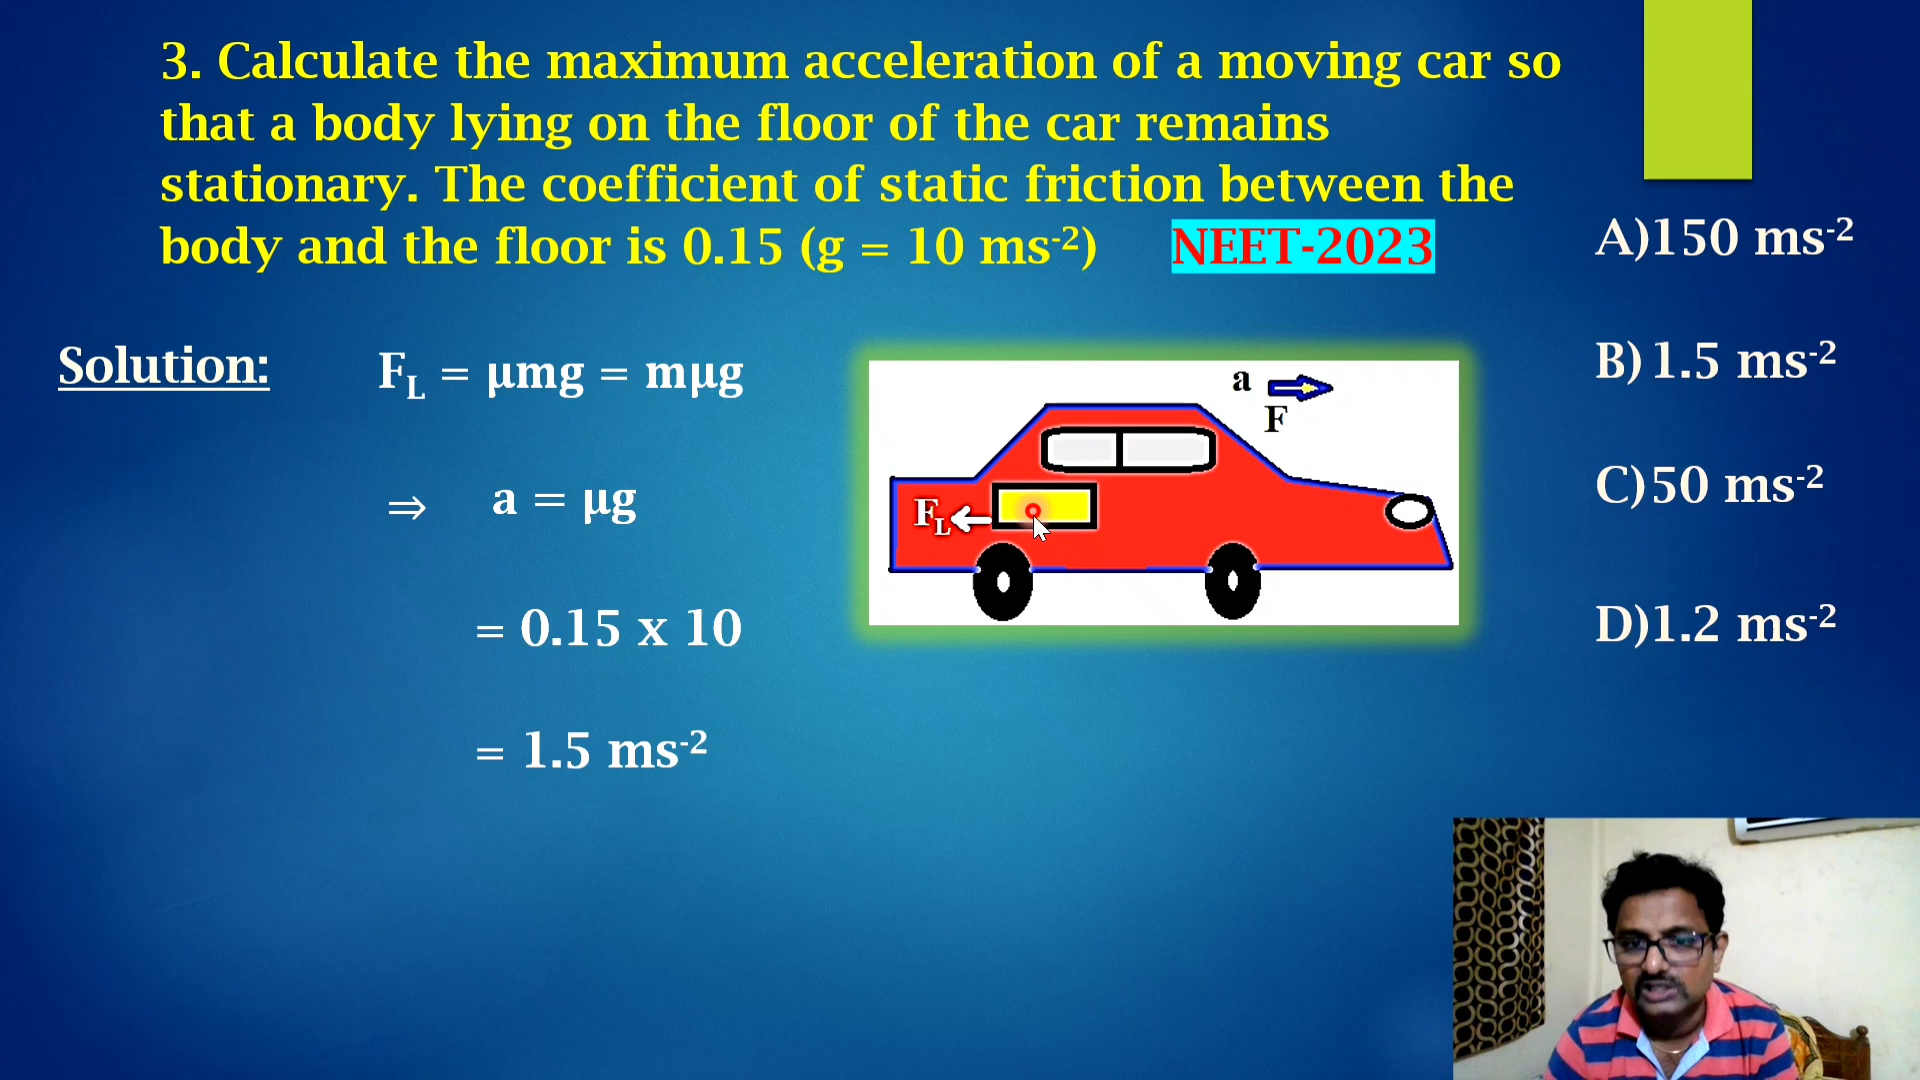 3. Calculate the maximum acceleration of a moving car so
that a body lying on the floor of the car remains
stationary. The coefficient of static friction between the
body and the floor is 0.15 (g = 10 ms⁻²) NEET-2023
A)150 ms⁻²
B) 1.5 ms⁻²
C)50 ms⁻²
D)1.2 ms⁻²
Solution: F_L = μmg = mμg
⇒ a = μg
= 0.15 x 10
= 1.5 ms⁻²
a
F
F_L